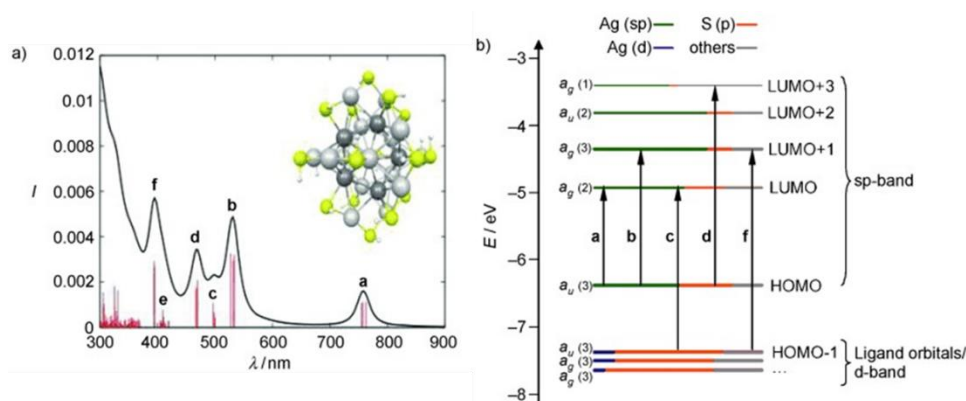 a)
0.012
0.01
0.008
0.006
0.004
0.002
0
I
300 400 500 600 700 800 900
λ / nm
f
d
b
c
e
a
b)
Ag (sp) S (p)
Ag (d) others
E / eV
−3
−4
−5
−6
−7
−8
ag (1) LUMO+3
au (2) LUMO+2
ag (3) LUMO+1
ag (2) LUMO
a b c d f
au (3) HOMO
sp-band
au (3) HOMO-1
ag (3)
ag (3) ...
Ligand orbitals/
d-band